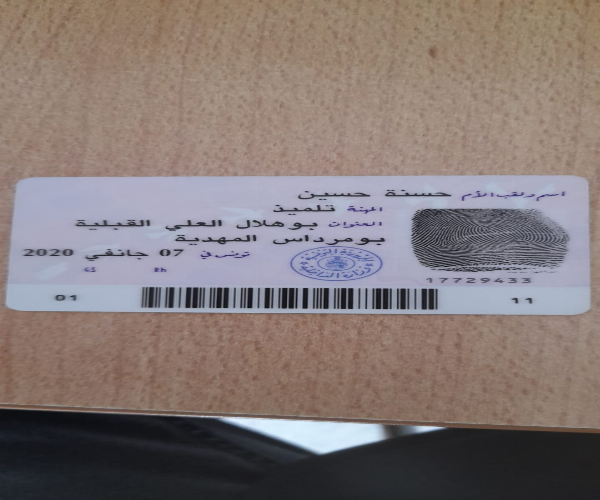 اسم ولقب الأم حسنة حسين
المهنة تلميذ
العنوان بوهلال العلي القبلية
بومرداس المهدية
تونس في 07 جانفي 2020
Rh
17729433
01
11